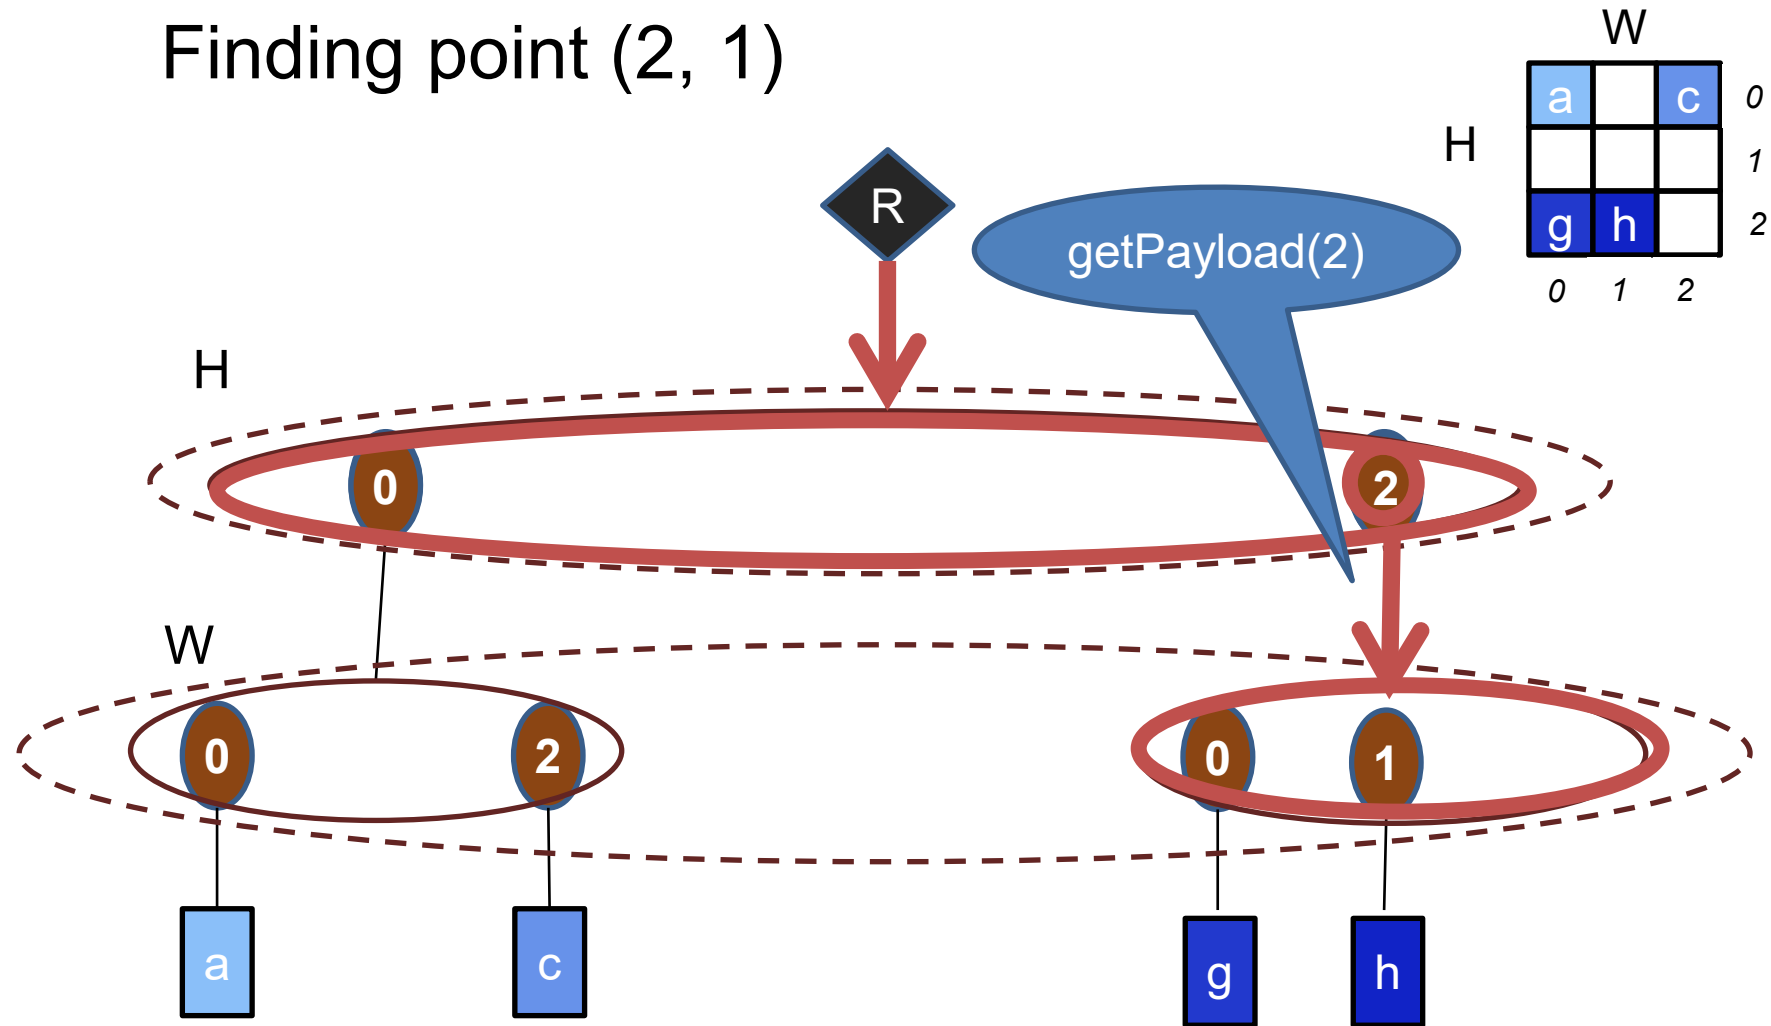 Finding point (2, 1)
W
a c 0
H 1
g h 2
0 1 2
R
getPayload(2)
H
0 2
W
0 2 0 1
a c g h